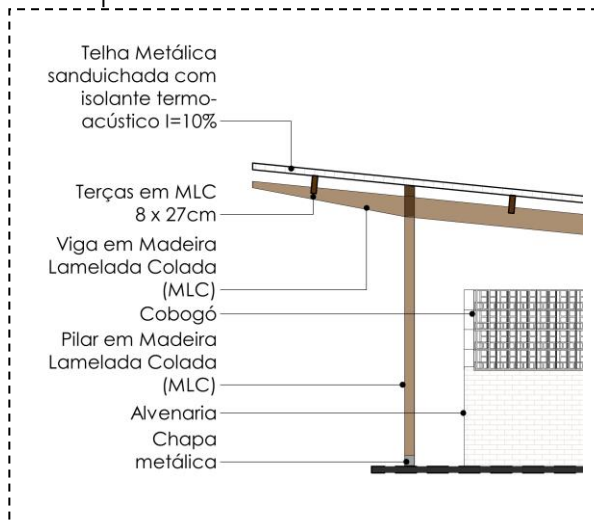 Telha Metálica
sanduichada com
isolante termo-
acústico I=10%
Terças em MLC
8 x 27cm
Viga em Madeira
Lamelada Colada
(MLC)
Cobogó
Pilar em Madeira
Lamelada Colada
(MLC)
Alvenaria
Chapa
metálica